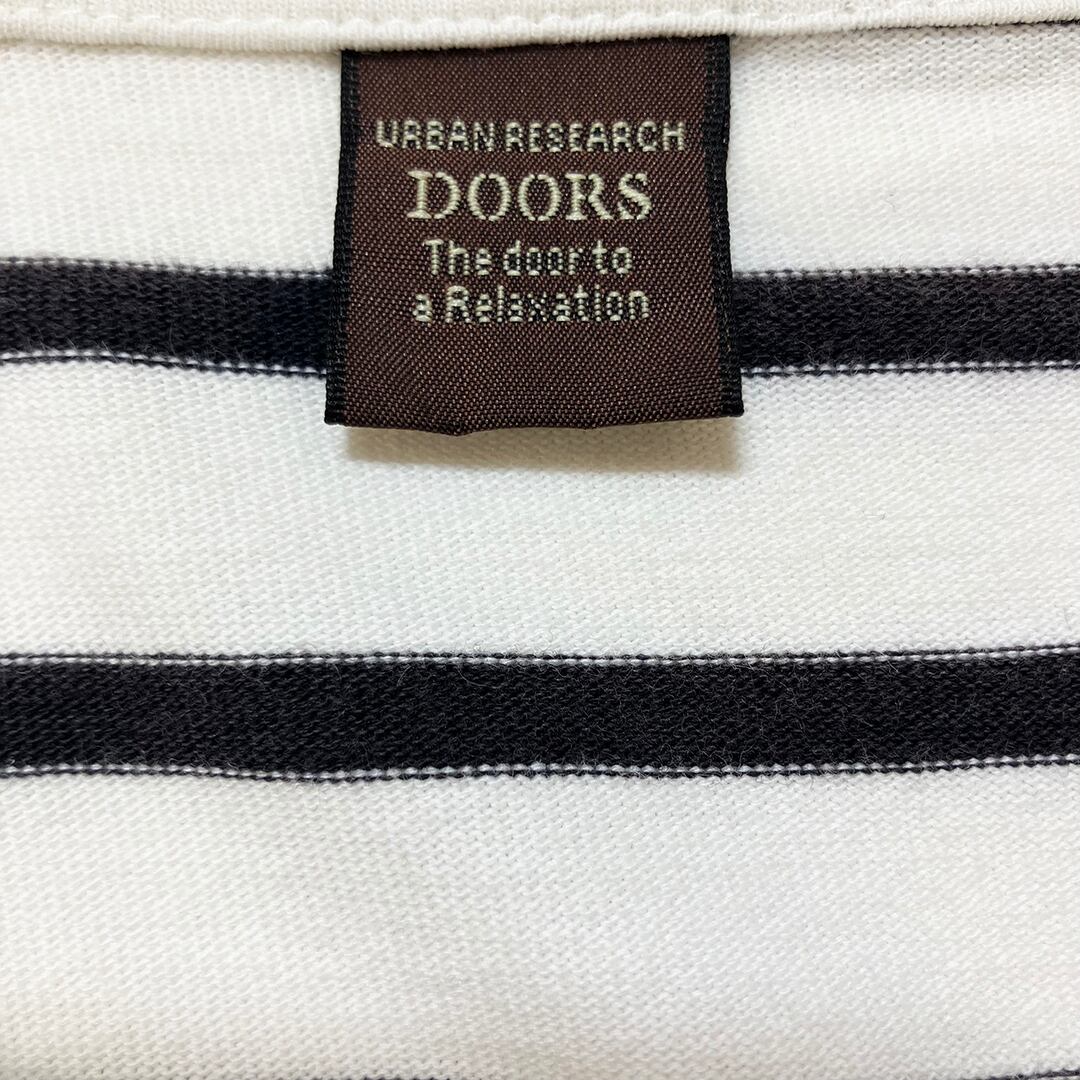 URBAN RESEARCH
DOORS
The door to
a Relaxation